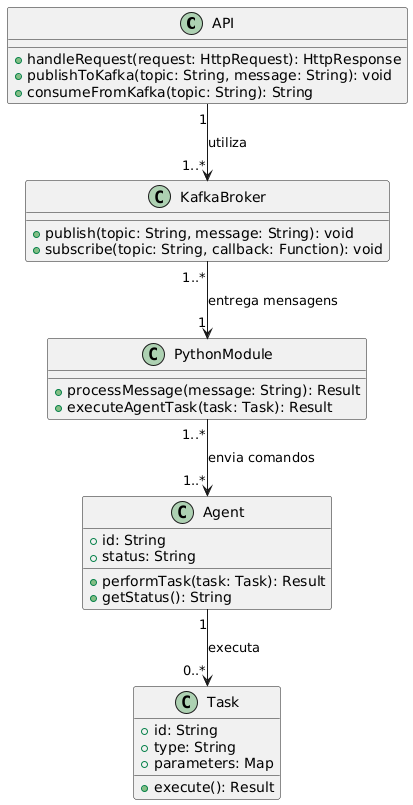 C API
handleRequest(request: HttpRequest): HttpResponse
publishToKafka(topic: String, message: String): void
consumeFromKafka(topic: String): String
1
utiliza
1..*
C KafkaBroker
publish(topic: String, message: String): void
subscribe(topic: String, callback: Function): void
1..*
entrega mensagens
1
C PythonModule
processMessage(message: String): Result
executeAgentTask(task: Task): Result
1..*
envia comandos
1..*
C Agent
id: String
status: String
performTask(task: Task): Result
getStatus(): String
1
executa
0..*
C Task
id: String
type: String
parameters: Map
execute(): Result